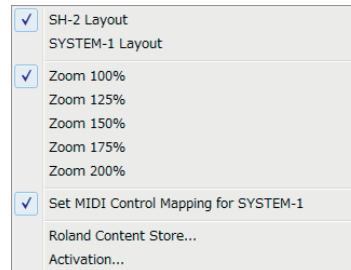 SH-2 Layout
SYSTEM-1 Layout
Zoom 100%
Zoom 125%
Zoom 150%
Zoom 175%
Zoom 200%
Set MIDI Control Mapping for SYSTEM-1
Roland Content Store...
Activation...